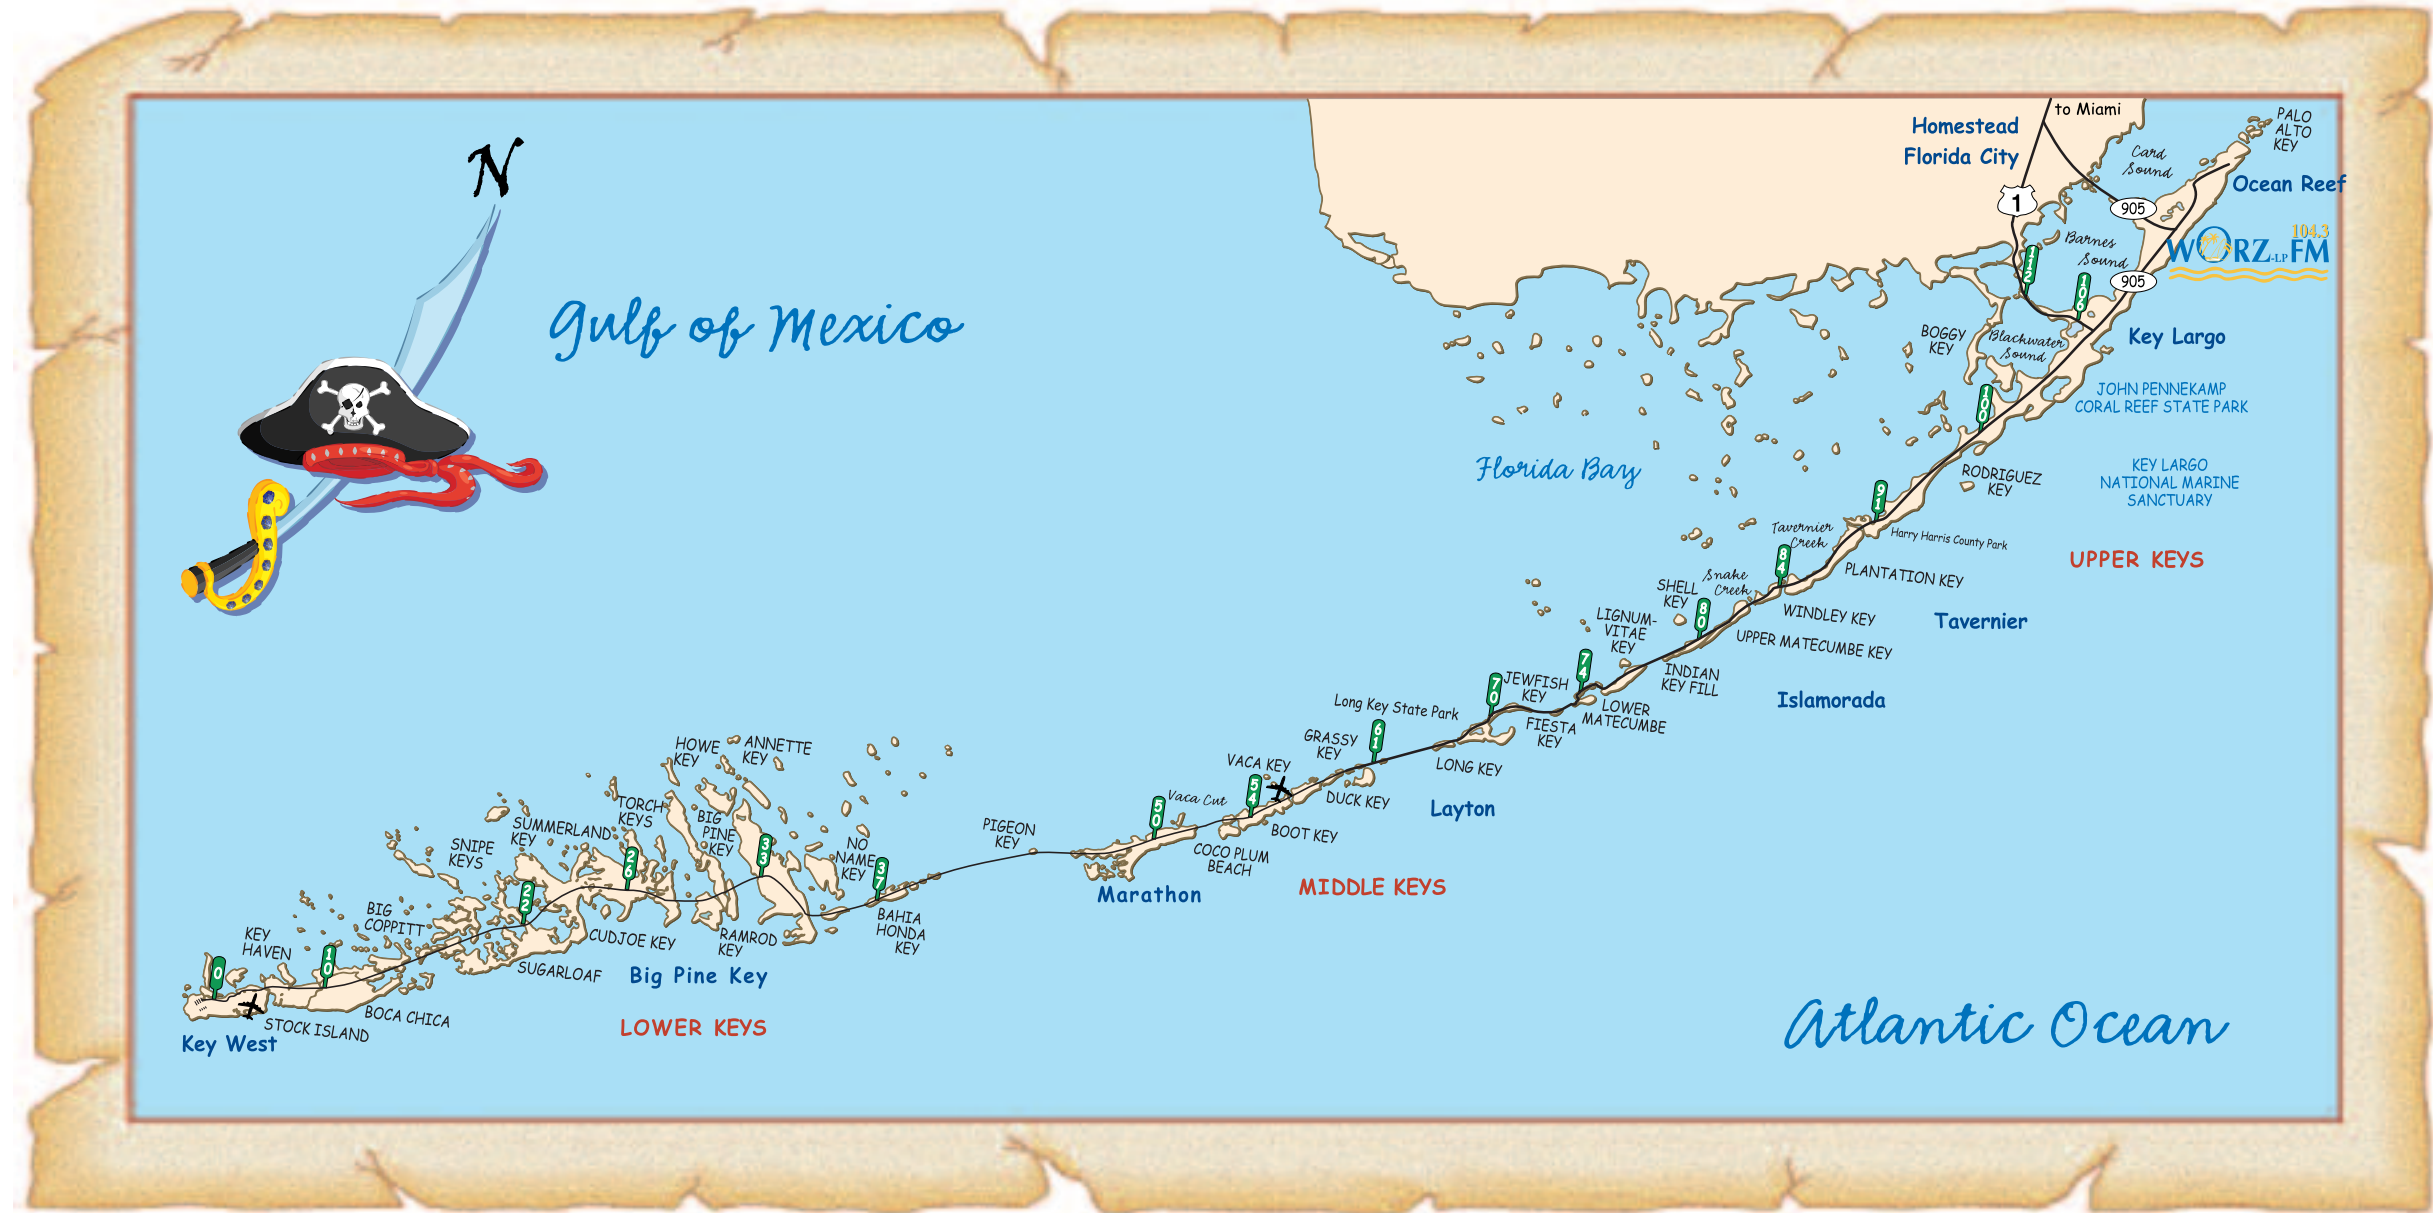 to Miami
Homestead
Florida City
PALO
ALTO
KEY
Card
Sound
Ocean Reef
1
905
104.3
WORZ-LP FM
Barnes
Sound
905
112
106
N
Gulf of Mexico
BOGGY
KEY
Blackwater
Sound
Key Largo
JOHN PENNEKAMP
CORAL REEF STATE PARK
100
Florida Bay
RODRIGUEZ
KEY
KEY LARGO
NATIONAL MARINE
SANCTUARY
91
Tavernier
Creek
Harry Harris County Park
UPPER KEYS
84
PLANTATION KEY
Snake
Creek
SHELL
KEY
80
WINDLEY KEY
Tavernier
LIGNUM-
VITAE
KEY
UPPER MATECUMBE KEY
74
INDIAN
KEY FILL
Islamorada
70
JEWFISH
KEY
LOWER
MATECUMBE
Long Key State Park
FIESTA
KEY
61
GRASSY
KEY
LONG KEY
VACA KEY
54
DUCK KEY
Layton
Vaca Cut
50
BOOT KEY
COCO PLUM
BEACH
MIDDLE KEYS
Marathon
PIGEON
KEY
HOWE
KEY
ANNETTE
KEY
TORCH
KEYS
BIG
PINE
KEY
33
NO
NAME
KEY
37
BAHIA
HONDA
KEY
SUMMERLAND
KEY
26
SNIPE
KEYS
22
CUDJOE KEY
RAMROD
KEY
SUGARLOAF
Big Pine Key
BIG
COPPITT
KEY
HAVEN
10
0
BOCA CHICA
STOCK ISLAND
Key West
LOWER KEYS
Atlantic Ocean